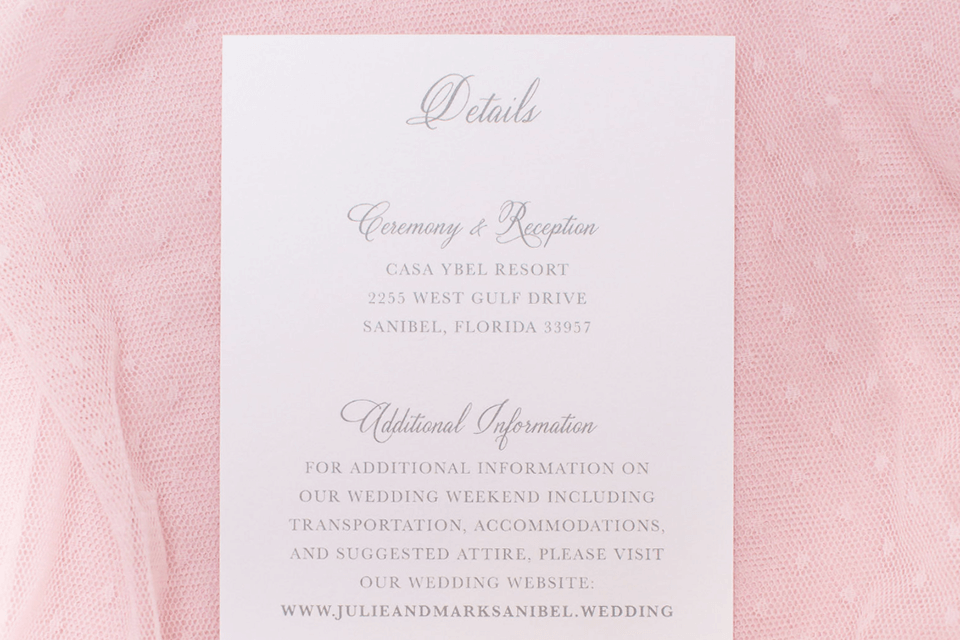 Details
Ceremony & Reception
CASA YBEL RESORT
2255 WEST GULF DRIVE
SANIBEL, FLORIDA 33957
Additional Information
FOR ADDITIONAL INFORMATION ON
OUR WEDDING WEEKEND INCLUDING
TRANSPORTATION, ACCOMMODATIONS,
AND SUGGESTED ATTIRE, PLEASE VISIT
OUR WEDDING WEBSITE:
WWW.JULIEANDMARKSANIBEL.WEDDING